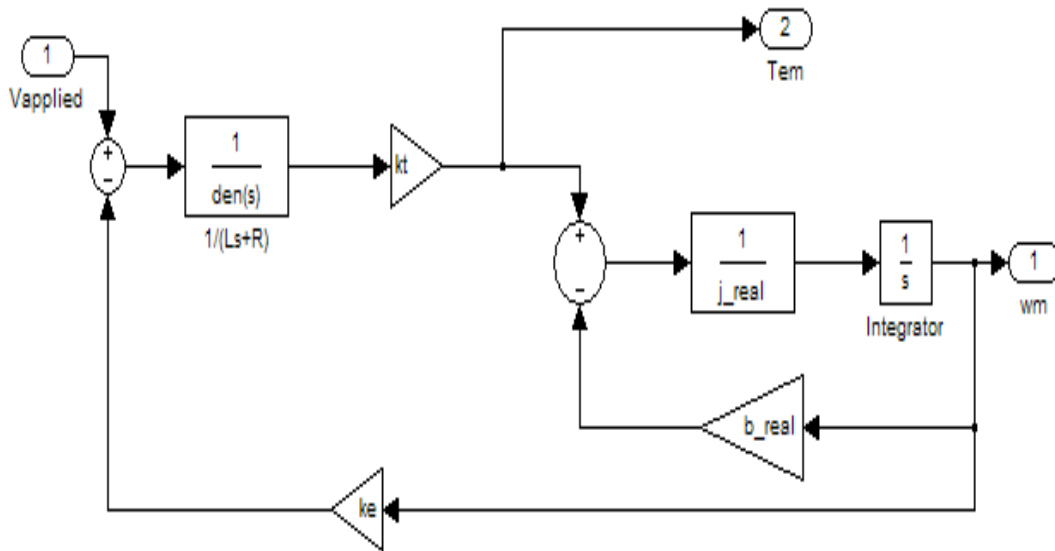 1
Vapplied
+
−
1
den(s)
1/(Ls+R)
kt
2
Tem
+
−
1
j_real
1
s
Integrator
1
wm
b_real
ke